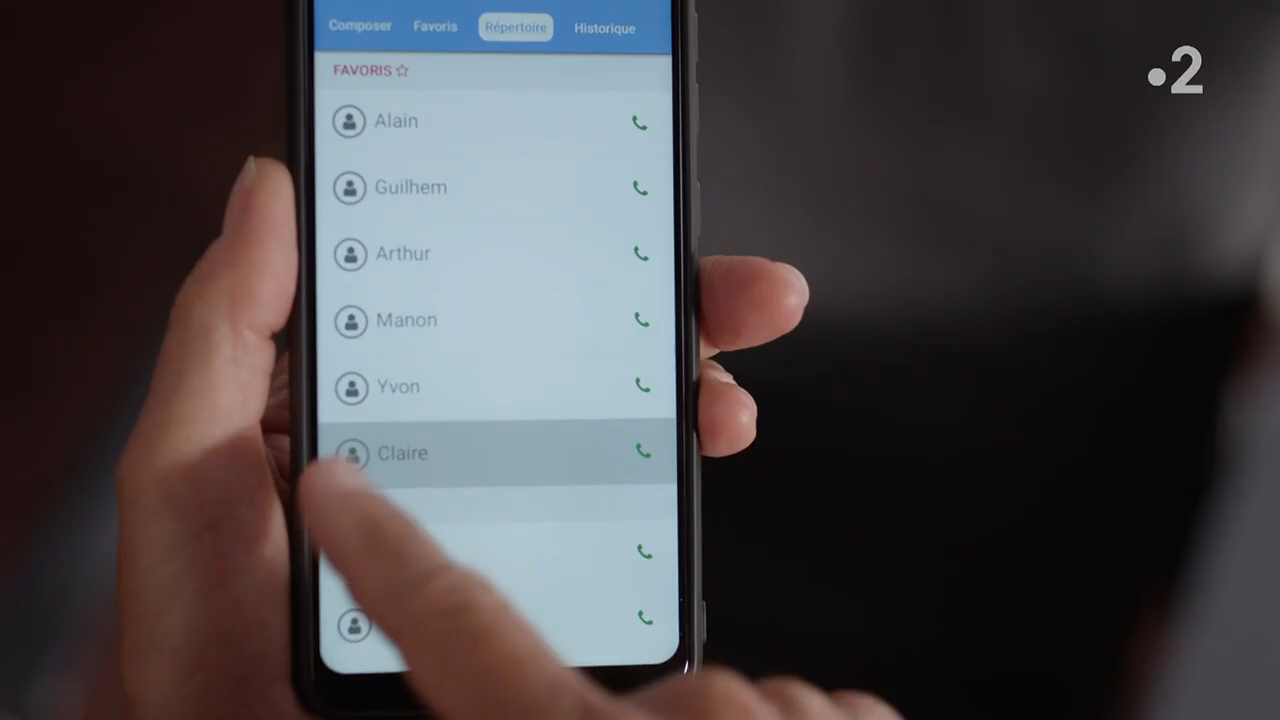 Composer Favoris Répertoire Historique
FAVORIS
Alain
Guilhem
Arthur
Manon
Yvon
Claire
2